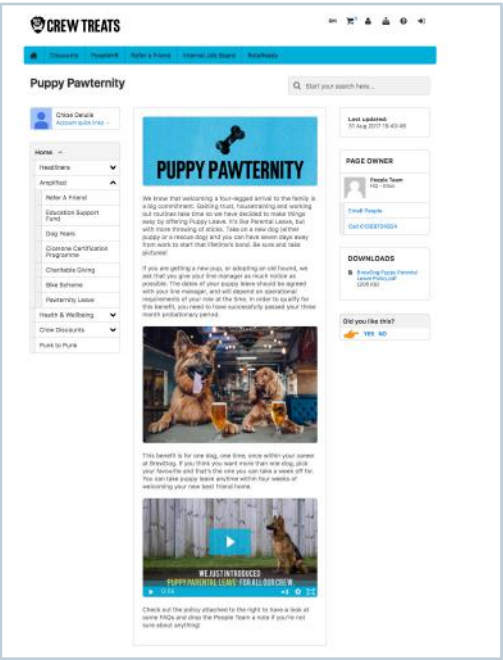 CREW TREATS
Discounts PeopleHR Refer a Friend Internal Job Board RotaReady
Puppy Pawternity
Start your search here...
Chloe
Account quick links
Home
Headliners
Amplified
Refer A Friend
Education Support
Fund
Dog Years
Cicerone Certification
Programme
Charitable Giving
Bike Scheme
Pawternity Leave
Health & Wellbeing
Crew Discounts
Punk to Punk
PUPPY PAWTERNITY
We know that welcoming a four-legged arrival to the family is
a big commitment. Gaining trust, housetraining and working
out routines take time so we have decided to make things
easy by offering Puppy Leave. It's like Parental Leave, but
with more throwing of sticks. Take on a new dog (either
puppy or a rescue dog) and you can have seven days away
from work to start that lifetime's bond. Be sure and take
pictures!
If you are getting a new pup, or adopting an old hound, we
ask that you give your line manager as much notice as
possible. The dates of your puppy leave should be agreed
with your line manager, and will depend on operational
requirements of your role at the time. In order to qualify for
this benefit, you need to have successfully passed your three
month probationary period.
This benefit is for one dog, one time, once within your career
at BrewDog. If you think you want more than one dog, pick
your favourite and that's the one you can take a week off for.
You can take puppy leave anytime within four weeks of
welcoming your new best friend home.
WE JUST INTRODUCED
PUPPY PARENTAL LEAVE FOR ALL OUR CREW
Check out the policy attached to the right to have a look at
some FAQs and drop the People Team a note if you're not
sure about anything!
Last updated:
31 Aug 2017
PAGE OWNER
People Team
Email People
DOWNLOADS
BrewDog Puppy Parental
Leave Policy.pdf
Did you like this?
YES NO